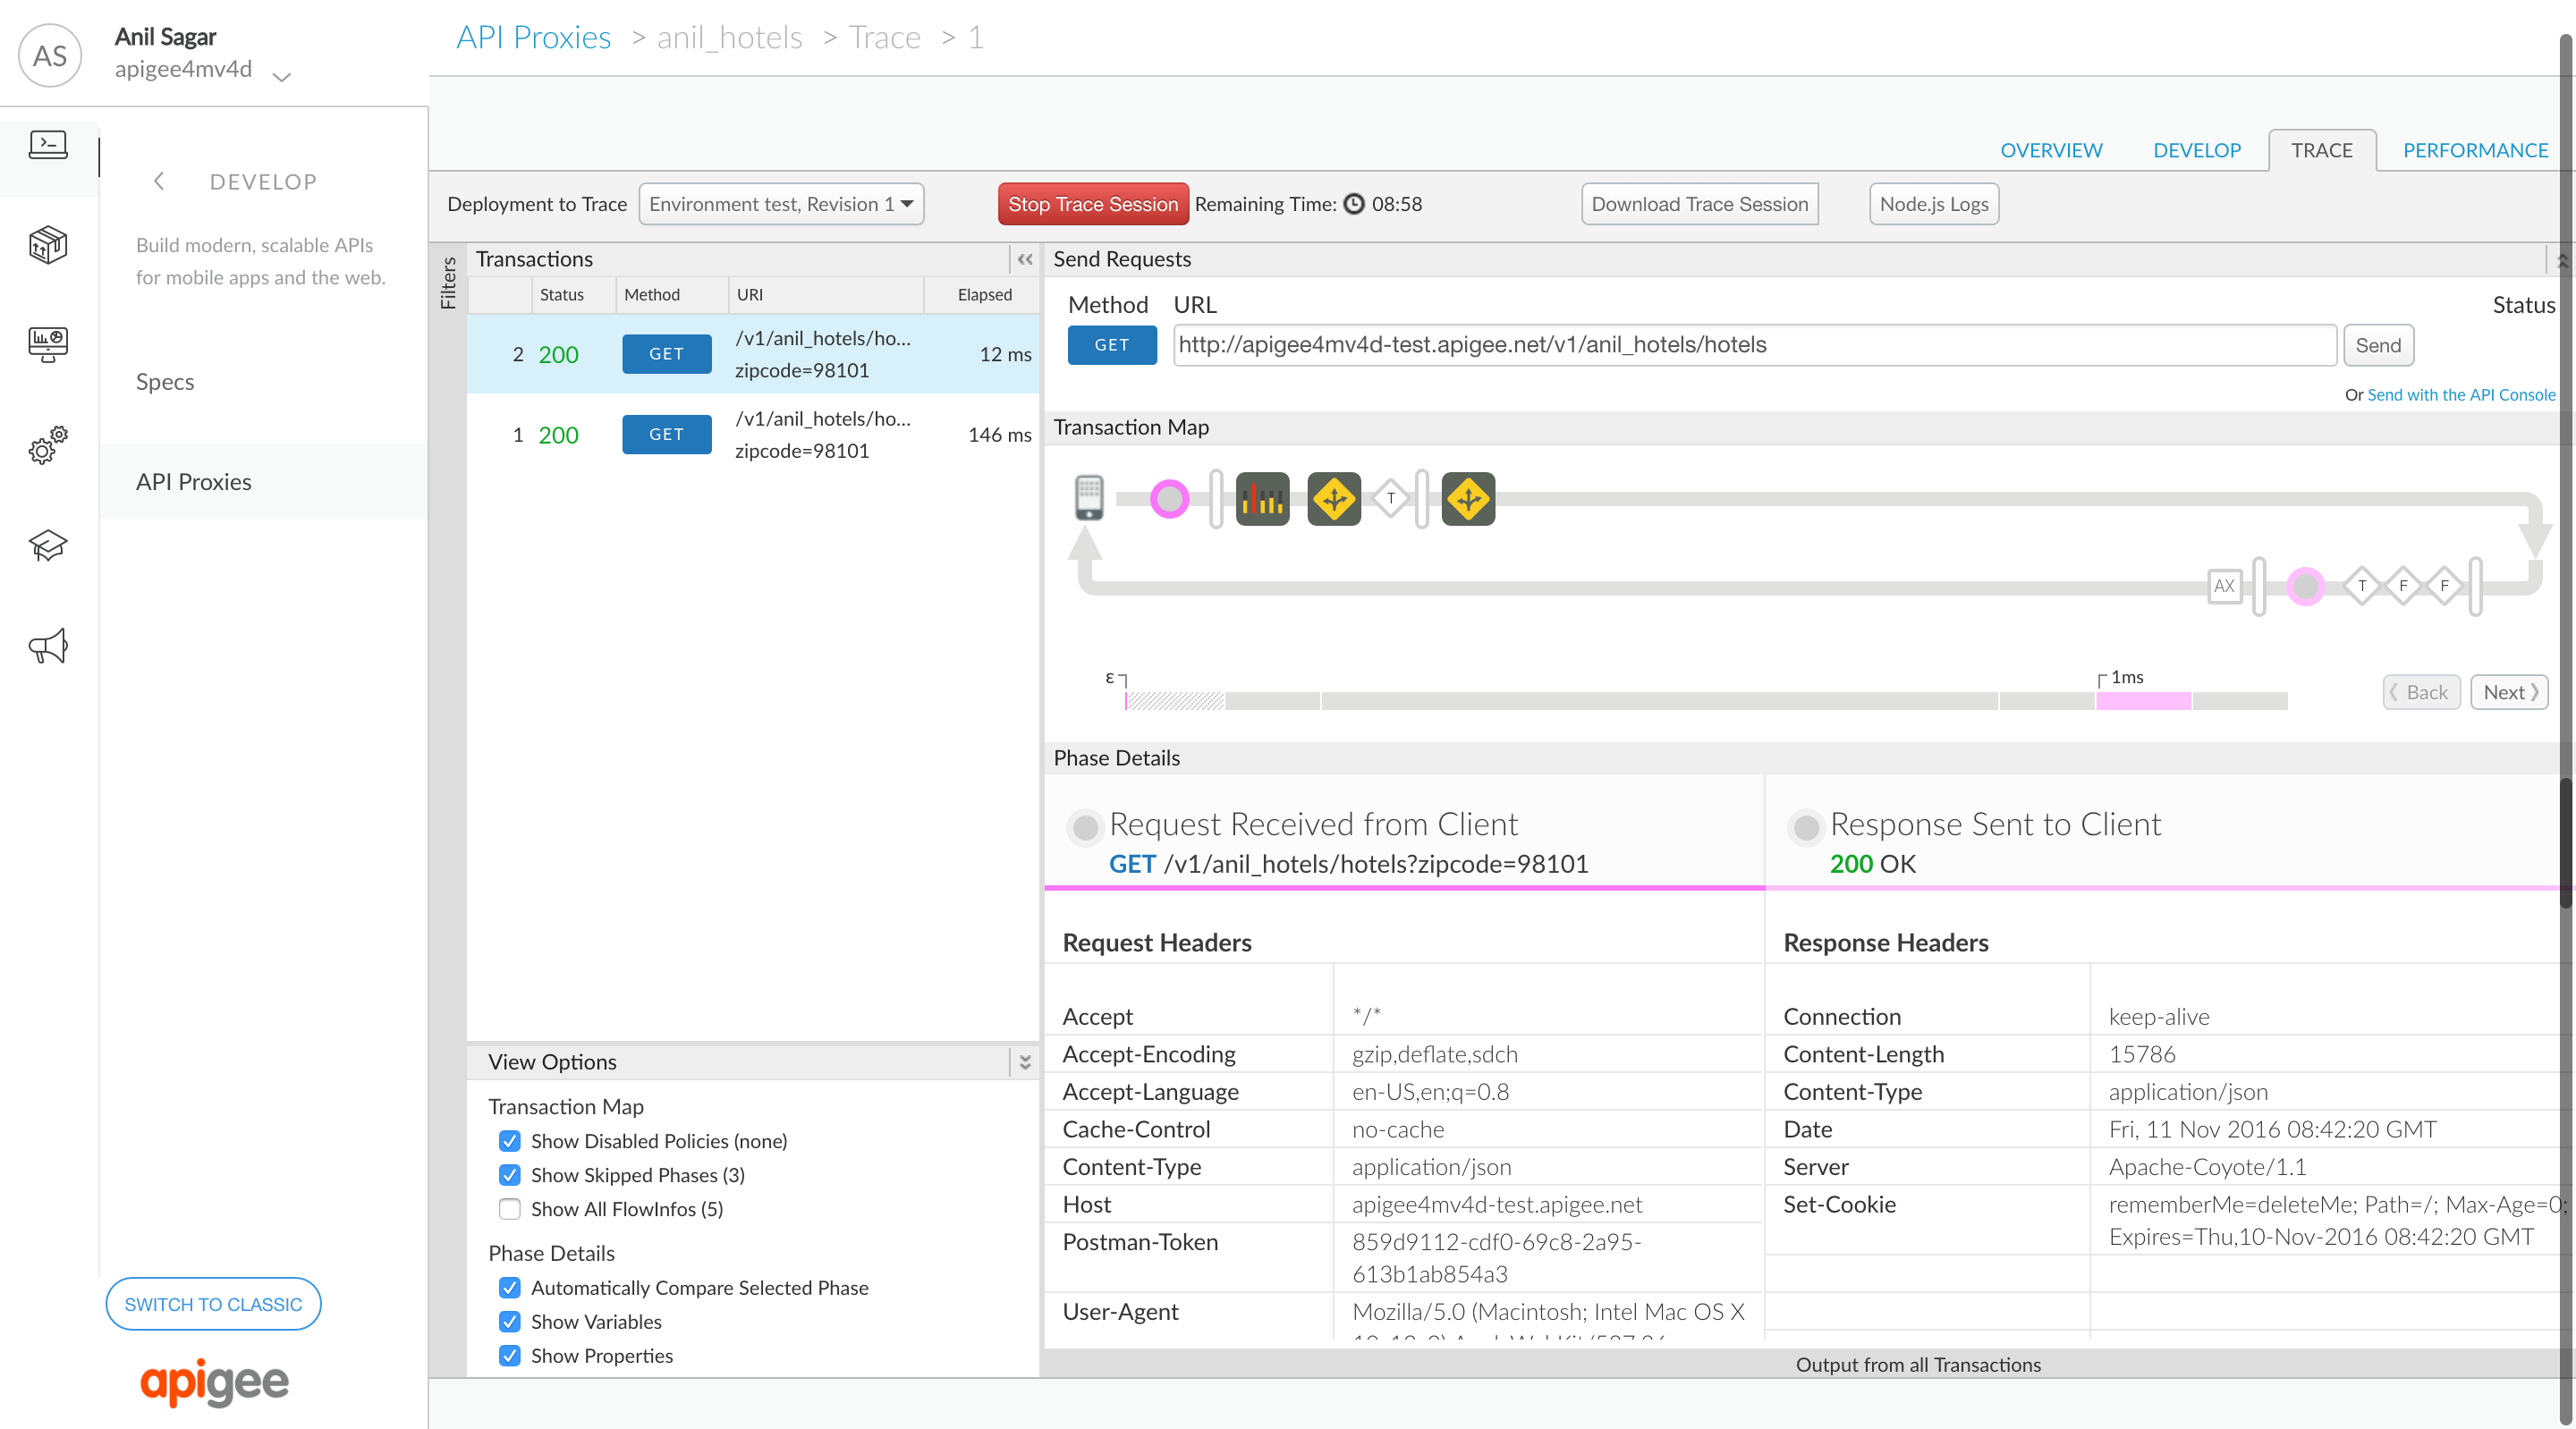 AS
Anil Sagar
apigee4mv4d
API Proxies > anil_hotels > Trace > 1
DEVELOP
Build modern, scalable APIs
for mobile apps and the web.
Specs
API Proxies
SWITCH TO CLASSIC
apigee
OVERVIEW
DEVELOP
TRACE
PERFORMANCE
Deployment to Trace
Environment test, Revision 1
Stop Trace Session
Remaining Time: 08:58
Download Trace Session
Node.js Logs
Filters
Transactions
Status Method URI Elapsed
2 200 GET /v1/anil_hotels/ho... 12 ms
zipcode=98101
1 200 GET /v1/anil_hotels/ho... 146 ms
zipcode=98101
View Options
Transaction Map
Show Disabled Policies (none)
Show Skipped Phases (3)
Show All FlowInfos (5)
Phase Details
Automatically Compare Selected Phase
Show Variables
Show Properties
Send Requests
Method URL Status
GET http://apigee4mv4d-test.apigee.net/v1/anil_hotels/hotels Send
Or Send with the API Console
Transaction Map
T
AX T F F
ε 1ms
Back Next
Phase Details
Request Received from Client
GET /v1/anil_hotels/hotels?zipcode=98101
Response Sent to Client
200 OK
Request Headers
Accept */*
Accept-Encoding gzip,deflate,sdch
Accept-Language en-US,en;q=0.8
Cache-Control no-cache
Content-Type application/json
Host apigee4mv4d-test.apigee.net
Postman-Token 859d9112-cdf0-69c8-2a95-
613b1ab854a3
User-Agent Mozilla/5.0 (Macintosh; Intel Mac OS X
Response Headers
Connection keep-alive
Content-Length 15786
Content-Type application/json
Date Fri, 11 Nov 2016 08:42:20 GMT
Server Apache-Coyote/1.1
Set-Cookie rememberMe=deleteMe; Path=/; Max-Age=0;
Expires=Thu,10-Nov-2016 08:42:20 GMT
Output from all Transactions